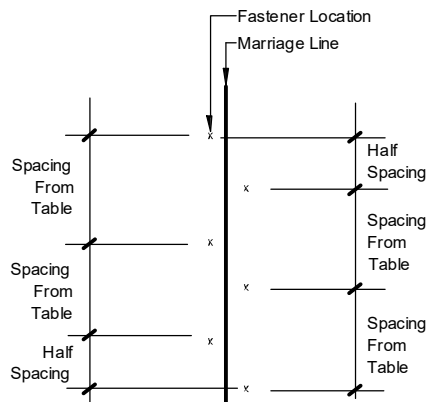 Fastener Location
Marriage Line
Spacing
From
Table
Spacing
From
Table
Half
Spacing
Half
Spacing
Spacing
From
Table
Spacing
From
Table